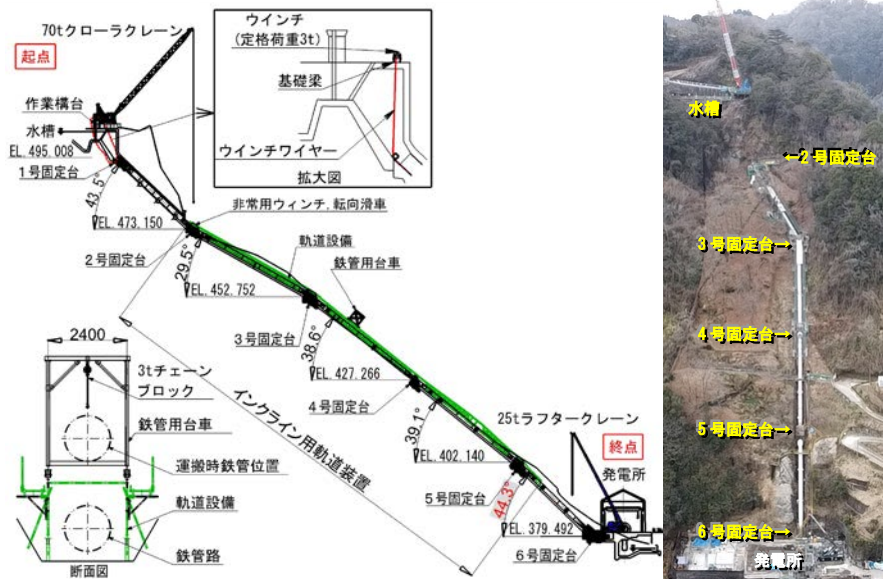 70tクローラクレーン
起点
作業構台
水槽
EL. 495.008
1号固定台
43.5°
EL. 473.150
2号固定台
29.5°
EL. 452.752
3号固定台
38.6°
EL. 427.266
4号固定台
39.1°
EL. 402.140
5号固定台
44.3°
EL. 379.492
6号固定台
ウインチ
(定格荷重3t)
基礎梁
ウインチワイヤー
拡大図
非常用ウィンチ, 転向滑車
軌道設備
鉄管用台車
インクライン用軌道装置
25tラフタークレーン
終点
発電所
2400
3tチェーン
ブロック
鉄管用台車
運搬時鉄管位置
軌道設備
鉄管路
断面図
水槽
←2号固定台
3号固定台→
4号固定台→
5号固定台→
6号固定台→
発電所